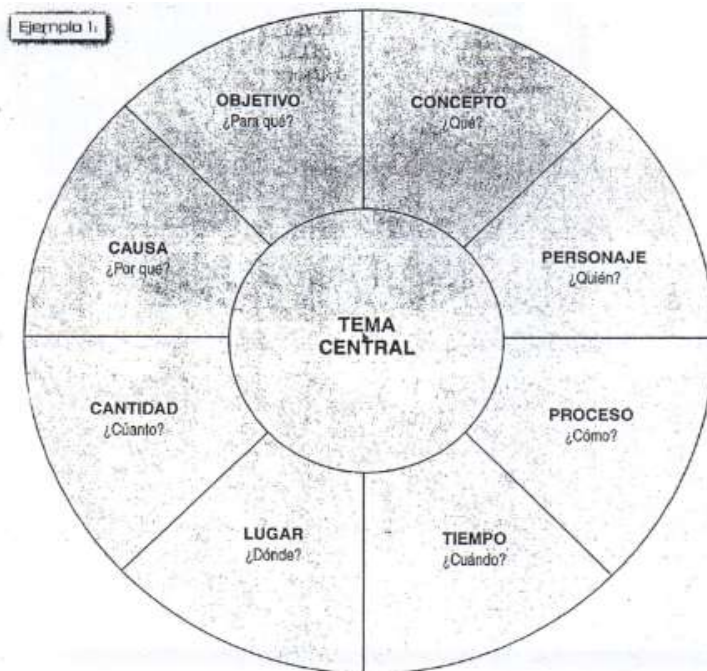 Ejemplo 1:
OBJETIVO
¿Para qué?
CONCEPTO
¿Qué?
CAUSA
¿Por qué?
PERSONAJE
¿Quién?
TEMA
CENTRAL
CANTIDAD
¿Cúanto?
PROCESO
¿Cómo?
LUGAR
¿Dónde?
TIEMPO
¿Cuándo?